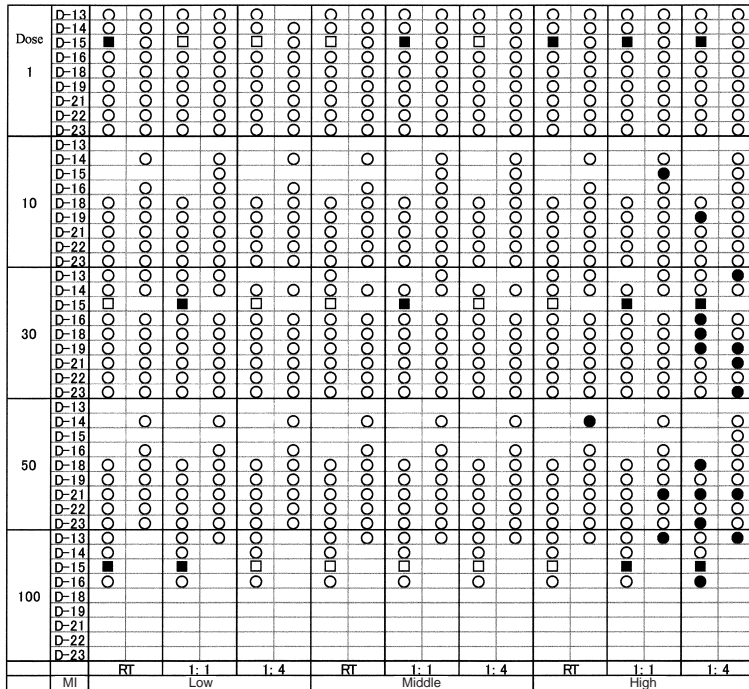 Dose
1
D-13
D-14
D-15
D-16
D-18
D-19
D-21
D-22
D-23
10
D-13
D-14
D-15
D-16
D-18
D-19
D-21
D-22
D-23
30
D-13
D-14
D-15
D-16
D-18
D-19
D-21
D-22
D-23
50
D-13
D-14
D-15
D-16
D-18
D-19
D-21
D-22
D-23
100
D-13
D-14
D-15
D-16
D-18
D-19
D-21
D-22
D-23
RT 1: 1 1: 4 RT 1: 1 1: 4 RT 1: 1 1: 4
MI Low Middle High